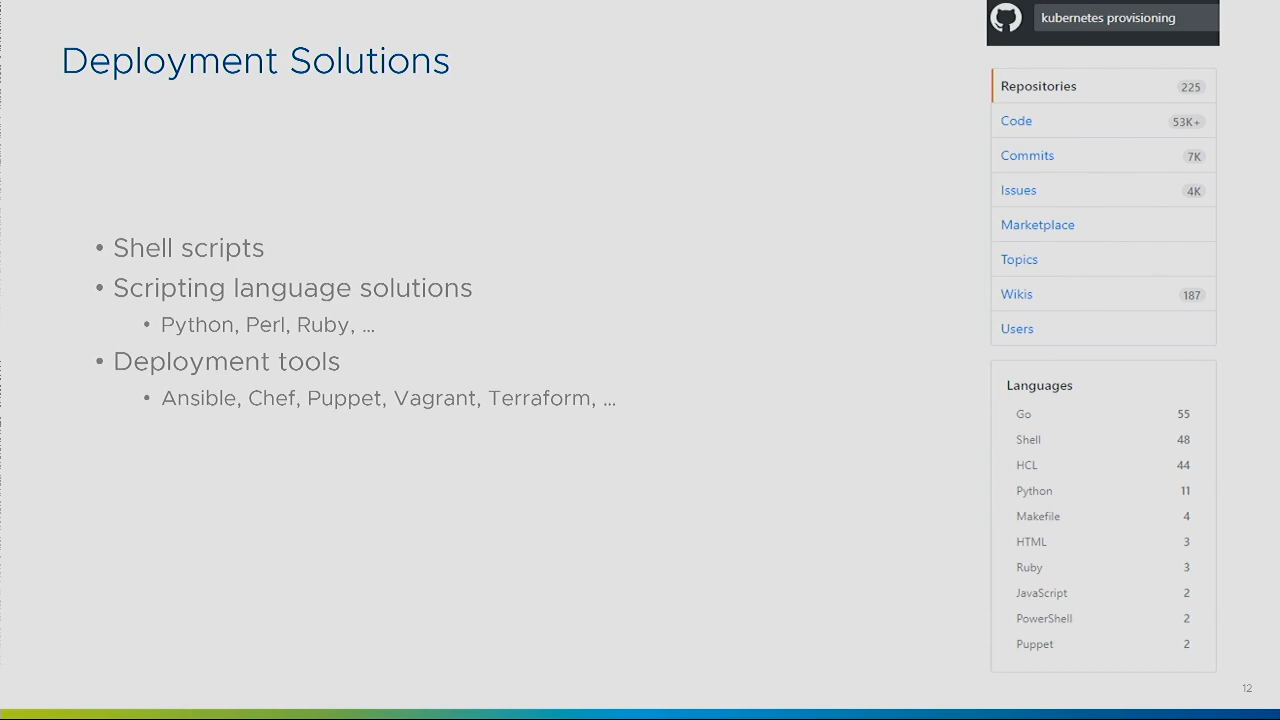 Deployment Solutions
• Shell scripts
• Scripting language solutions
• Python, Perl, Ruby, ...
• Deployment tools
• Ansible, Chef, Puppet, Vagrant, Terraform, ...
kubernetes provisioning
Repositories 225
Code 53K+
Commits 7K
Issues 4K
Marketplace
Topics
Wikis 187
Users
Languages
Go 55
Shell 48
HCL 44
Python 11
Makefile 4
HTML 3
Ruby 3
JavaScript 2
PowerShell 2
Puppet 2
12